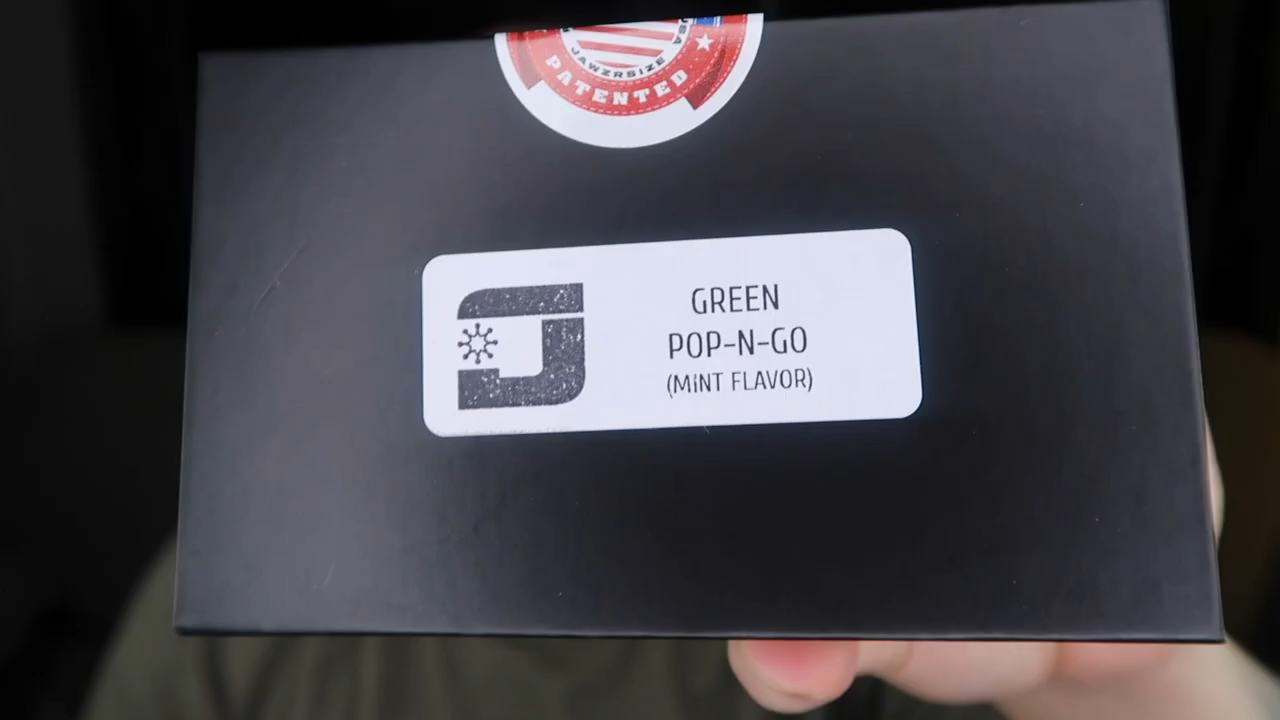 USA
JAWZRSIZE
PATENTED
GREEN
POP-N-GO
(MINT FLAVOR)